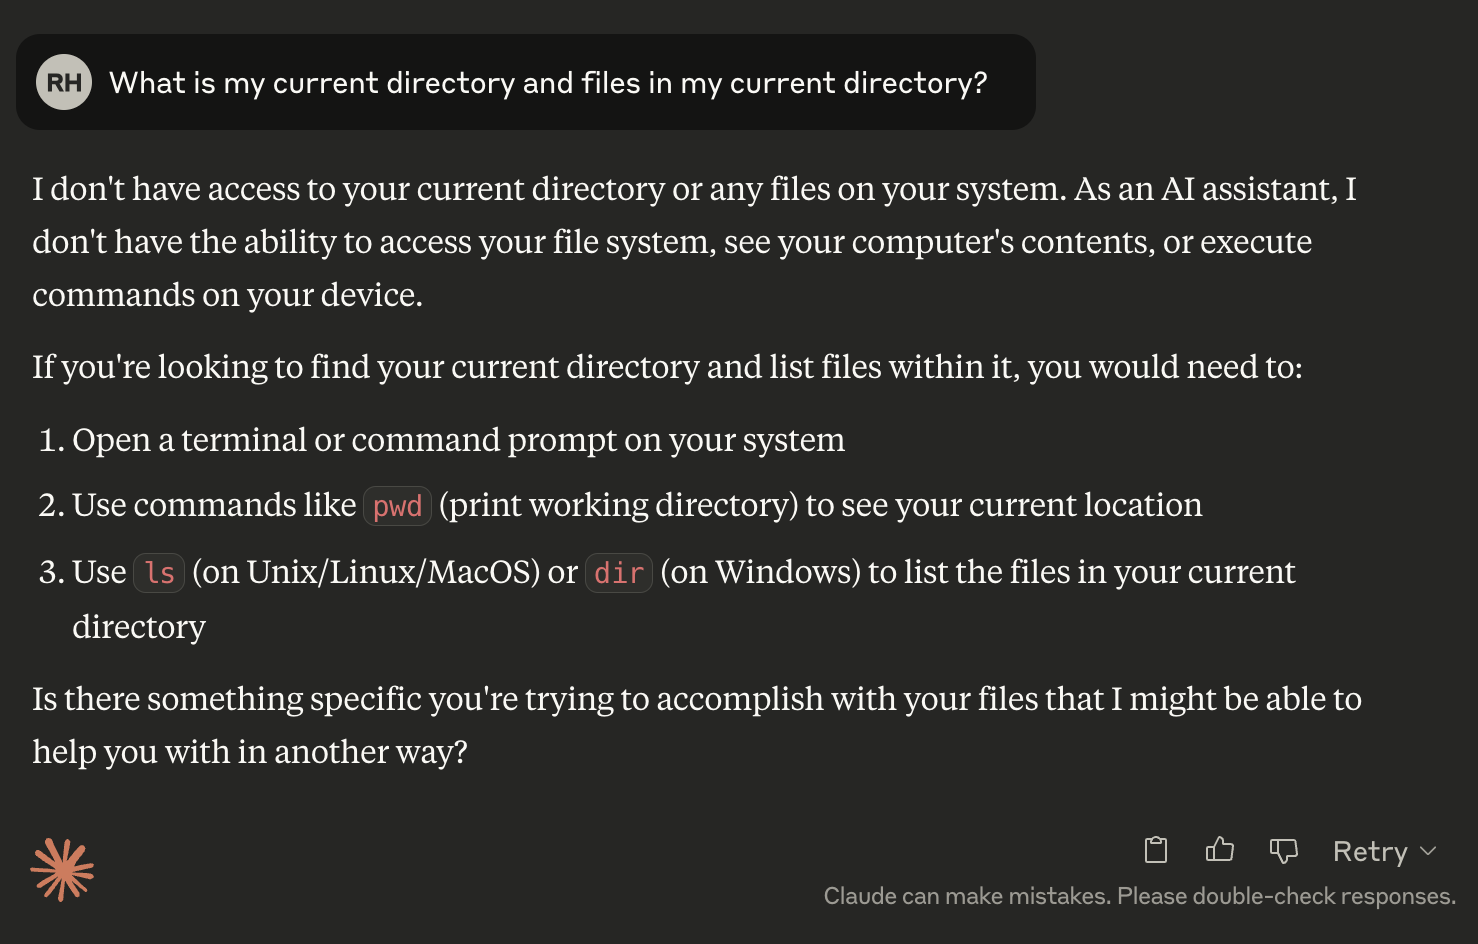 RH What is my current directory and files in my current directory?
I don't have access to your current directory or any files on your system. As an AI assistant, I
don't have the ability to access your file system, see your computer's contents, or execute
commands on your device.
If you're looking to find your current directory and list files within it, you would need to:
1. Open a terminal or command prompt on your system
2. Use commands like pwd (print working directory) to see your current location
3. Use ls (on Unix/Linux/MacOS) or dir (on Windows) to list the files in your current
directory
Is there something specific you're trying to accomplish with your files that I might be able to
help you with in another way?
Retry
Claude can make mistakes. Please double-check responses.